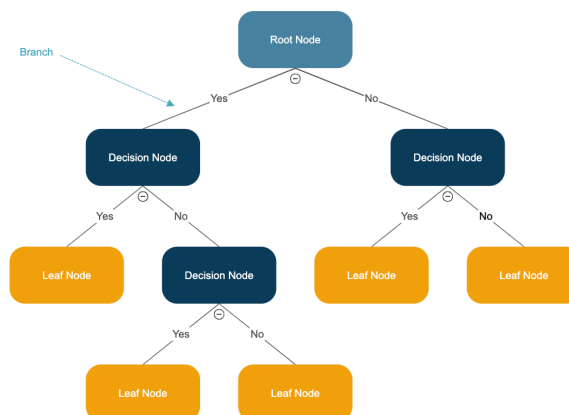 Root Node
Branch
Yes
No
Decision Node
Decision Node
Yes
No
Yes
No
Leaf Node
Decision Node
Leaf Node
Leaf Node
Yes
No
Leaf Node
Leaf Node